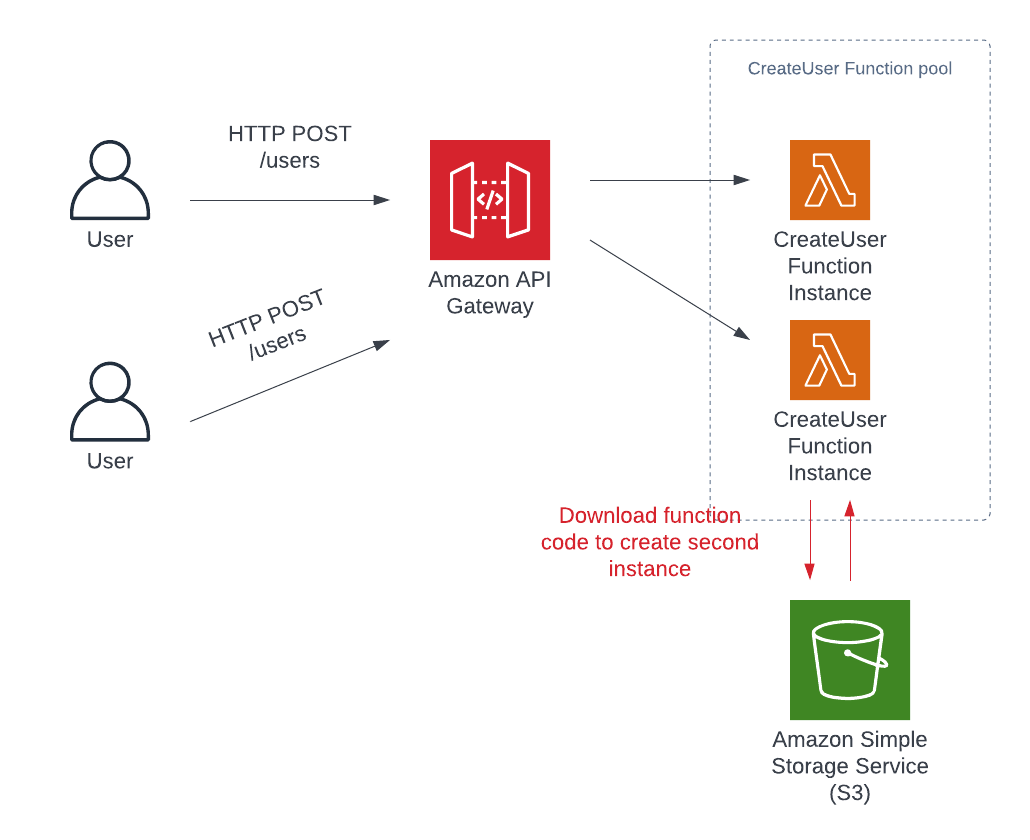 CreateUser Function pool
HTTP POST
/users
User
Amazon API
Gateway
CreateUser
Function
Instance
HTTP POST
/users
User
CreateUser
Function
Instance
Download function
code to create second
instance
Amazon Simple
Storage Service
(S3)